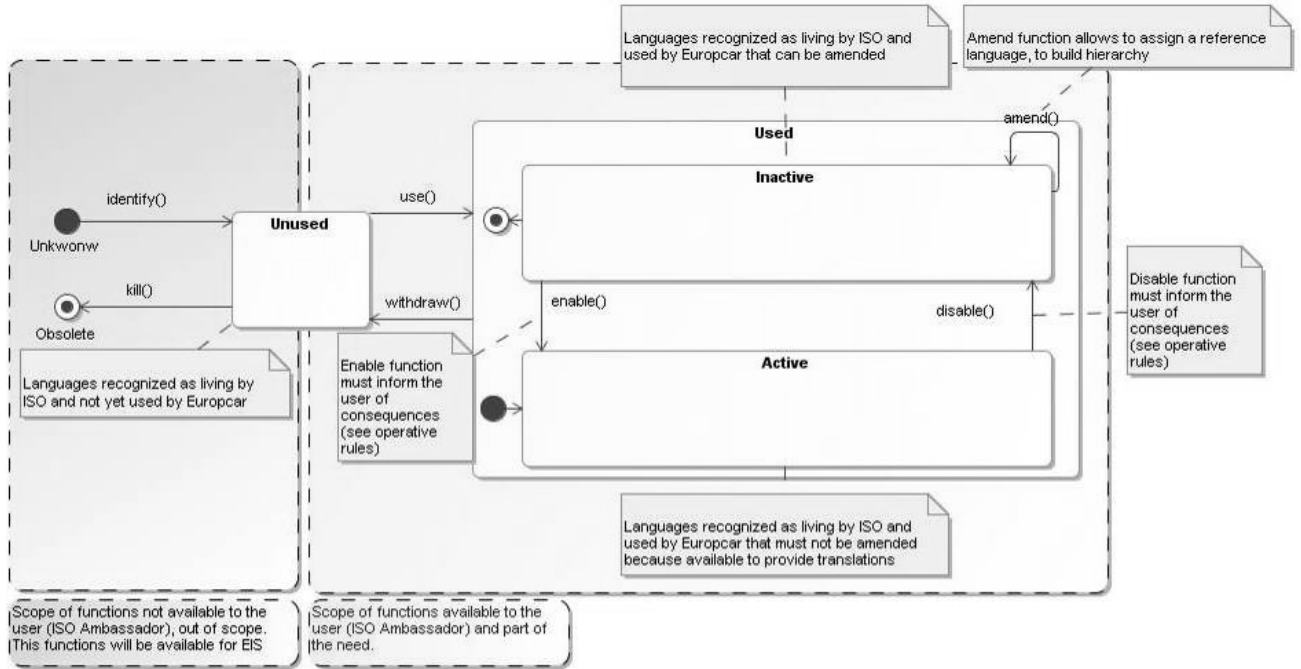 Languages recognized as living by ISO and
used by Europcar that can be amended
Amend function allows to assign a reference
language, to build hierarchy
amend()
Used
Inactive
identify()
use()
Unused
Unkwonw
kill()
withdraw()
enable()
disable()
Obsolete
Disable function
must inform the
user of
consequences
(see operative
rules)
Languages recognized as living by
ISO and not yet used by Europcar
Enable function
must inform the
user of
consequences
(see operative
rules)
Active
Languages recognized as living by ISO and
used by Europcar that must not be amended
because available to provide translations
Scope of functions not available to the
user (ISO Ambassador), out of scope.
This functions will be available for EIS
Scope of functions available to the
user (ISO Ambassador) and part of
the need.